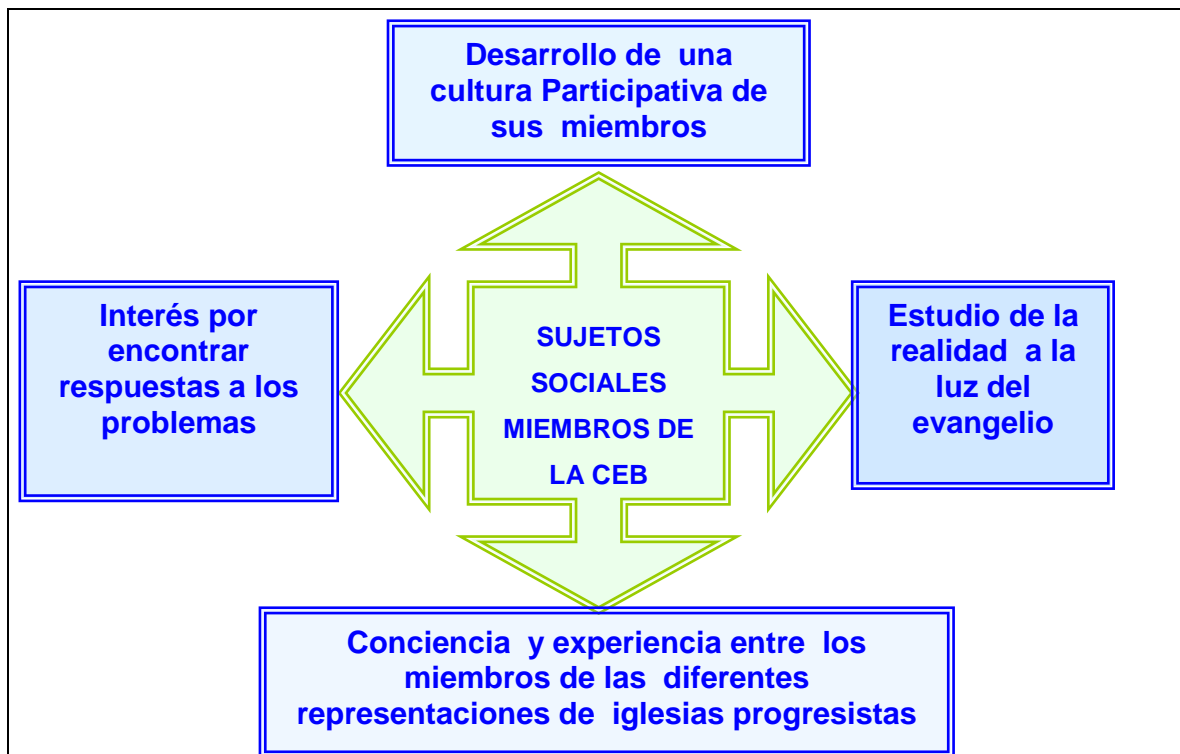 Desarrollo de una
cultura Participativa de
sus miembros
Interés por
encontrar
respuestas a los
problemas
SUJETOS
SOCIALES
MIEMBROS DE
LA CEB
Estudio de la
realidad a la
luz del
evangelio
Conciencia y experiencia entre los
miembros de las diferentes
representaciones de iglesias progresistas